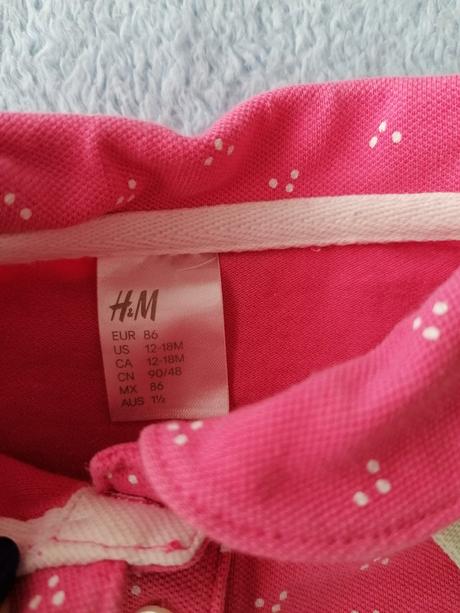 H&M
EUR 86
US 12-18M
CA 12-18M
CN 90/48
MX 86
AUS 1½